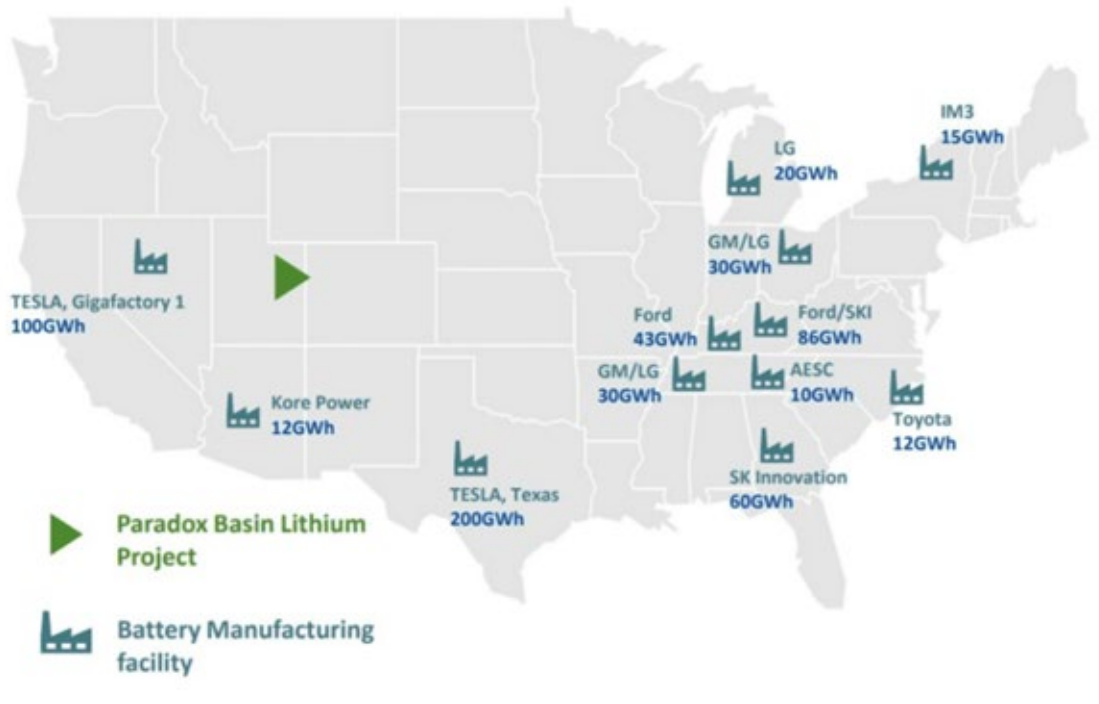 IM3
15GWh
LG
20GWh
GM/LG
30GWh
TESLA, Gigafactory 1
100GWh
Ford
43GWh
Ford/SKI
86GWh
GM/LG
30GWh
AESC
10GWh
Kore Power
12GWh
Toyota
12GWh
SK Innovation
60GWh
TESLA, Texas
200GWh
Paradox Basin Lithium
Project
Battery Manufacturing
facility